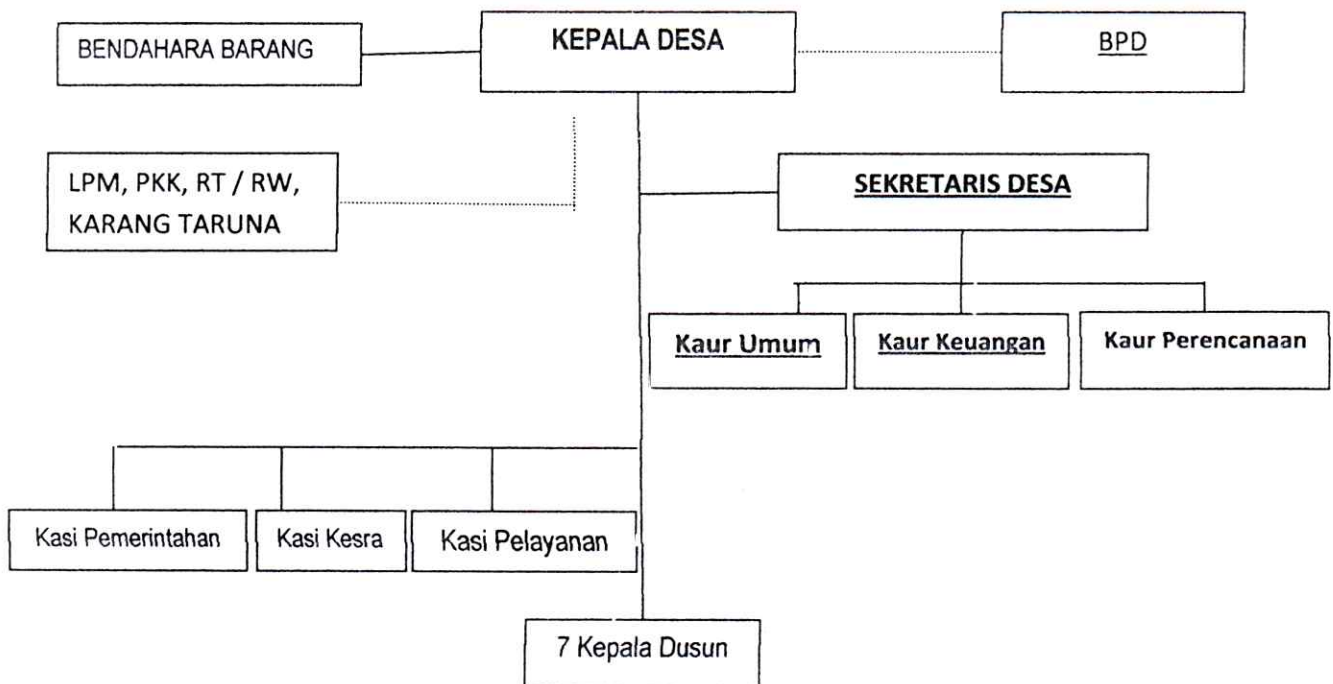 BENDAHARA BARANG
KEPALA DESA
BPD
LPM, PKK, RT / RW,
KARANG TARUNA
SEKRETARIS DESA
Kaur Umum
Kaur Keuangan
Kaur Perencanaan
Kasi Pemerintahan
Kasi Kesra
Kasi Pelayanan
7 Kepala Dusun